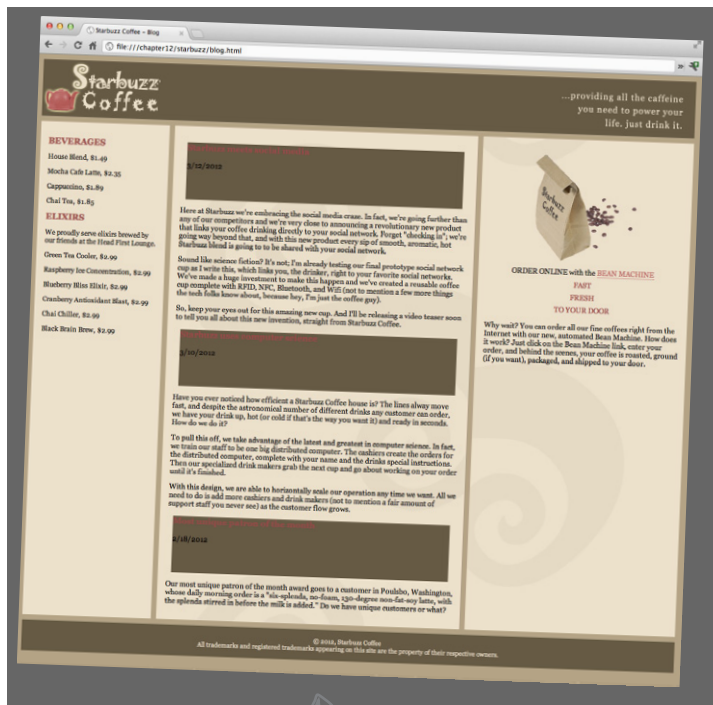 Starbuzz Coffee – Blog
file:///chapter12/starbuzz/blog.html
Starbuzz
Coffee
...providing all the caffeine
you need to power your
life. just drink it.
BEVERAGES
House Blend, $1.49
Mocha Cafe Latte, $2.35
Cappuccino, $1.89
Chai Tea, $1.85
ELIXIRS
We proudly serve elixirs brewed by
our friends at the Head First Lounge.
Green Tea Cooler, $2.99
Raspberry Ice Concentration, $2.99
Blueberry Bliss Elixir, $2.99
Cranberry Antioxidant Blast, $2.99
Chai Chiller, $2.99
Black Brain Brew, $2.99
3/12/2012
Here at Starbuzz we're embracing the social media craze. In fact, we're going further than
any of our competitors and we're very close to announcing a revolutionary new product
that links your coffee drinking directly to your social network. Forget "checking in"; we're
going way beyond that, and with this new product every sip of smooth, aromatic, hot
Starbuzz blend is going to to be shared with your social network.
Sound like science fiction? It's not; I'm already testing our final prototype social network
cup as I write this, which links you, the drinker, right to your favorite social networks.
We've made a huge investment to make this happen and we've created a reusable coffee
cup complete with RFID, NFC, Bluetooth, and Wifi (not to mention a few more things
the tech folks know about, because hey, I'm just the coffee guy).
So, keep your eyes out for this amazing new cup. And I'll be releasing a video teaser soon
to tell you all about this new invention, straight from Starbuzz Coffee.
3/10/2012
Have you ever noticed how efficient a Starbuzz Coffee house is? The lines alway move
fast, and despite the astronomical number of different drinks any customer can order,
we have your drink up, hot (or cold if that's the way you want it) and ready in seconds.
How do we do it?
To pull this off, we take advantage of the latest and greatest in computer science. In fact,
we train our staff to be one big distributed computer. The cashiers create the orders for
the distributed computer, complete with your name and the drinks special instructions.
Then our specialized drink makers grab the next cup and go about working on your order
until it's finished.
With this design, we are able to horizontally scale our operation any time we want. All we
need to do is add more cashiers and drink makers (not to mention a fair amount of
support staff you never see) as the customer flow grows.
2/18/2012
Our most unique patron of the month award goes to a customer in Poulsbo, Washington,
whose daily morning order is a "six-splenda, no-foam, 130-degree non-fat-soy latte, with
the splenda stirred in before the milk is added." Do we have unique customers or what?
Starbuzz
Coffee
ORDER ONLINE with the BEAN MACHINE
FAST
FRESH
TO YOUR DOOR
Why wait? You can order all our fine coffees right from the
Internet with our new, automated Bean Machine. How does
it work? Just click on the Bean Machine link, enter your
order, and behind the scenes, your coffee is roasted, ground
(if you want), packaged, and shipped to your door.
© 2012, Starbuzz Coffee
All trademarks and registered trademarks appearing on this site are the property of their respective owners.